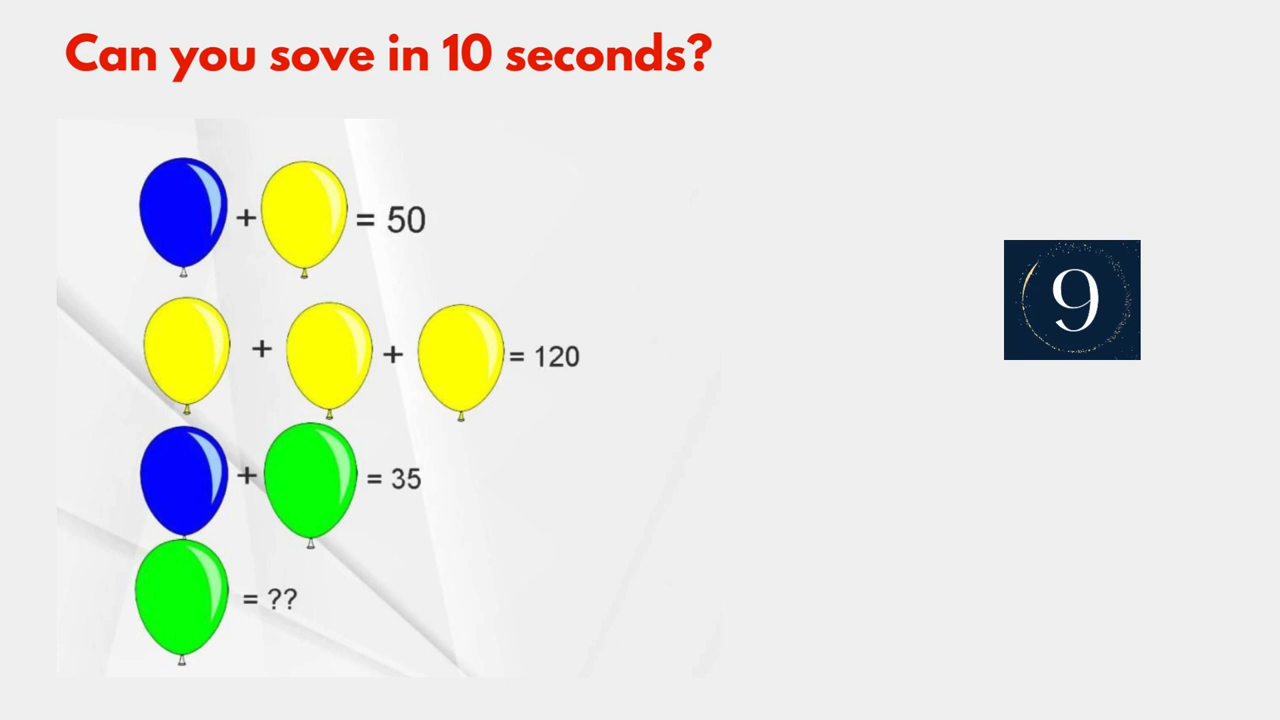 Can you sove in 10 seconds?
+ = 50
+ + = 120
9
+ = 35
= ??